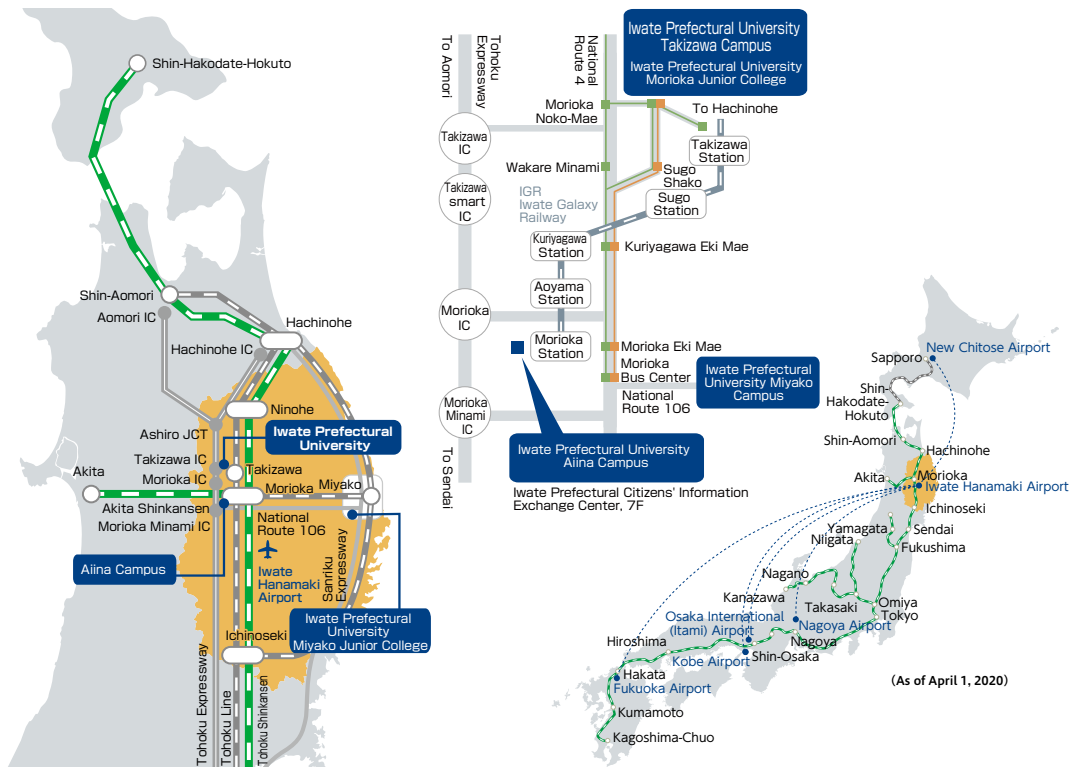 Shin-Hakodate-Hokuto
Shin-Aomori
Aomori IC
Hachinohe
Hachinohe IC
Ninohe
Ashiro JCT
Iwate Prefectural
University
Takizawa IC
Takizawa
Akita
Morioka IC
Morioka
Miyako
Akita Shinkansen
Morioka Minami IC
National
Route 106
Aiina Campus
Iwate
Hanamaki
Airport
Sanriku
Expressway
Iwate Prefectural
University
Miyako Junior College
Ichinoseki
Tohoku Expressway
Tohoku Line
Tohoku Shinkansen
To Aomori
Tohoku
Expressway
National
Route 4
Iwate Prefectural University
Takizawa Campus
Iwate Prefectural University
Morioka Junior College
Morioka
Noko-Mae
To Hachinohe
Takizawa
IC
Takizawa
Station
Wakare Minami
Sugo
Shako
Takizawa
smart
IC
IGR
Iwate Galaxy
Railway
Sugo
Station
Kuriyagawa
Station
Kuriyagawa Eki Mae
Aoyama
Station
Morioka
IC
Morioka
Station
Morioka Eki Mae
Morioka
Bus Center
Iwate Prefectural
University Miyako
Campus
National
Route 106
Morioka
Minami
IC
To Sendai
Iwate Prefectural University
Aiina Campus
Iwate Prefectural Citizens' Information
Exchange Center, 7F
Sapporo
New Chitose Airport
Shin-
Hakodate-
Hokuto
Shin-Aomori
Hachinohe
Akita
Morioka
Iwate Hanamaki Airport
Ichinoseki
Yamagata
Sendai
Niigata
Fukushima
Nagano
Kanazawa
Takasaki
Omiya
Tokyo
Osaka International
(Itami) Airport
Nagoya Airport
Hiroshima
Nagoya
Kobe Airport
Shin-Osaka
Hakata
Fukuoka Airport
Kumamoto
Kagoshima-Chuo
(As of April 1, 2020)